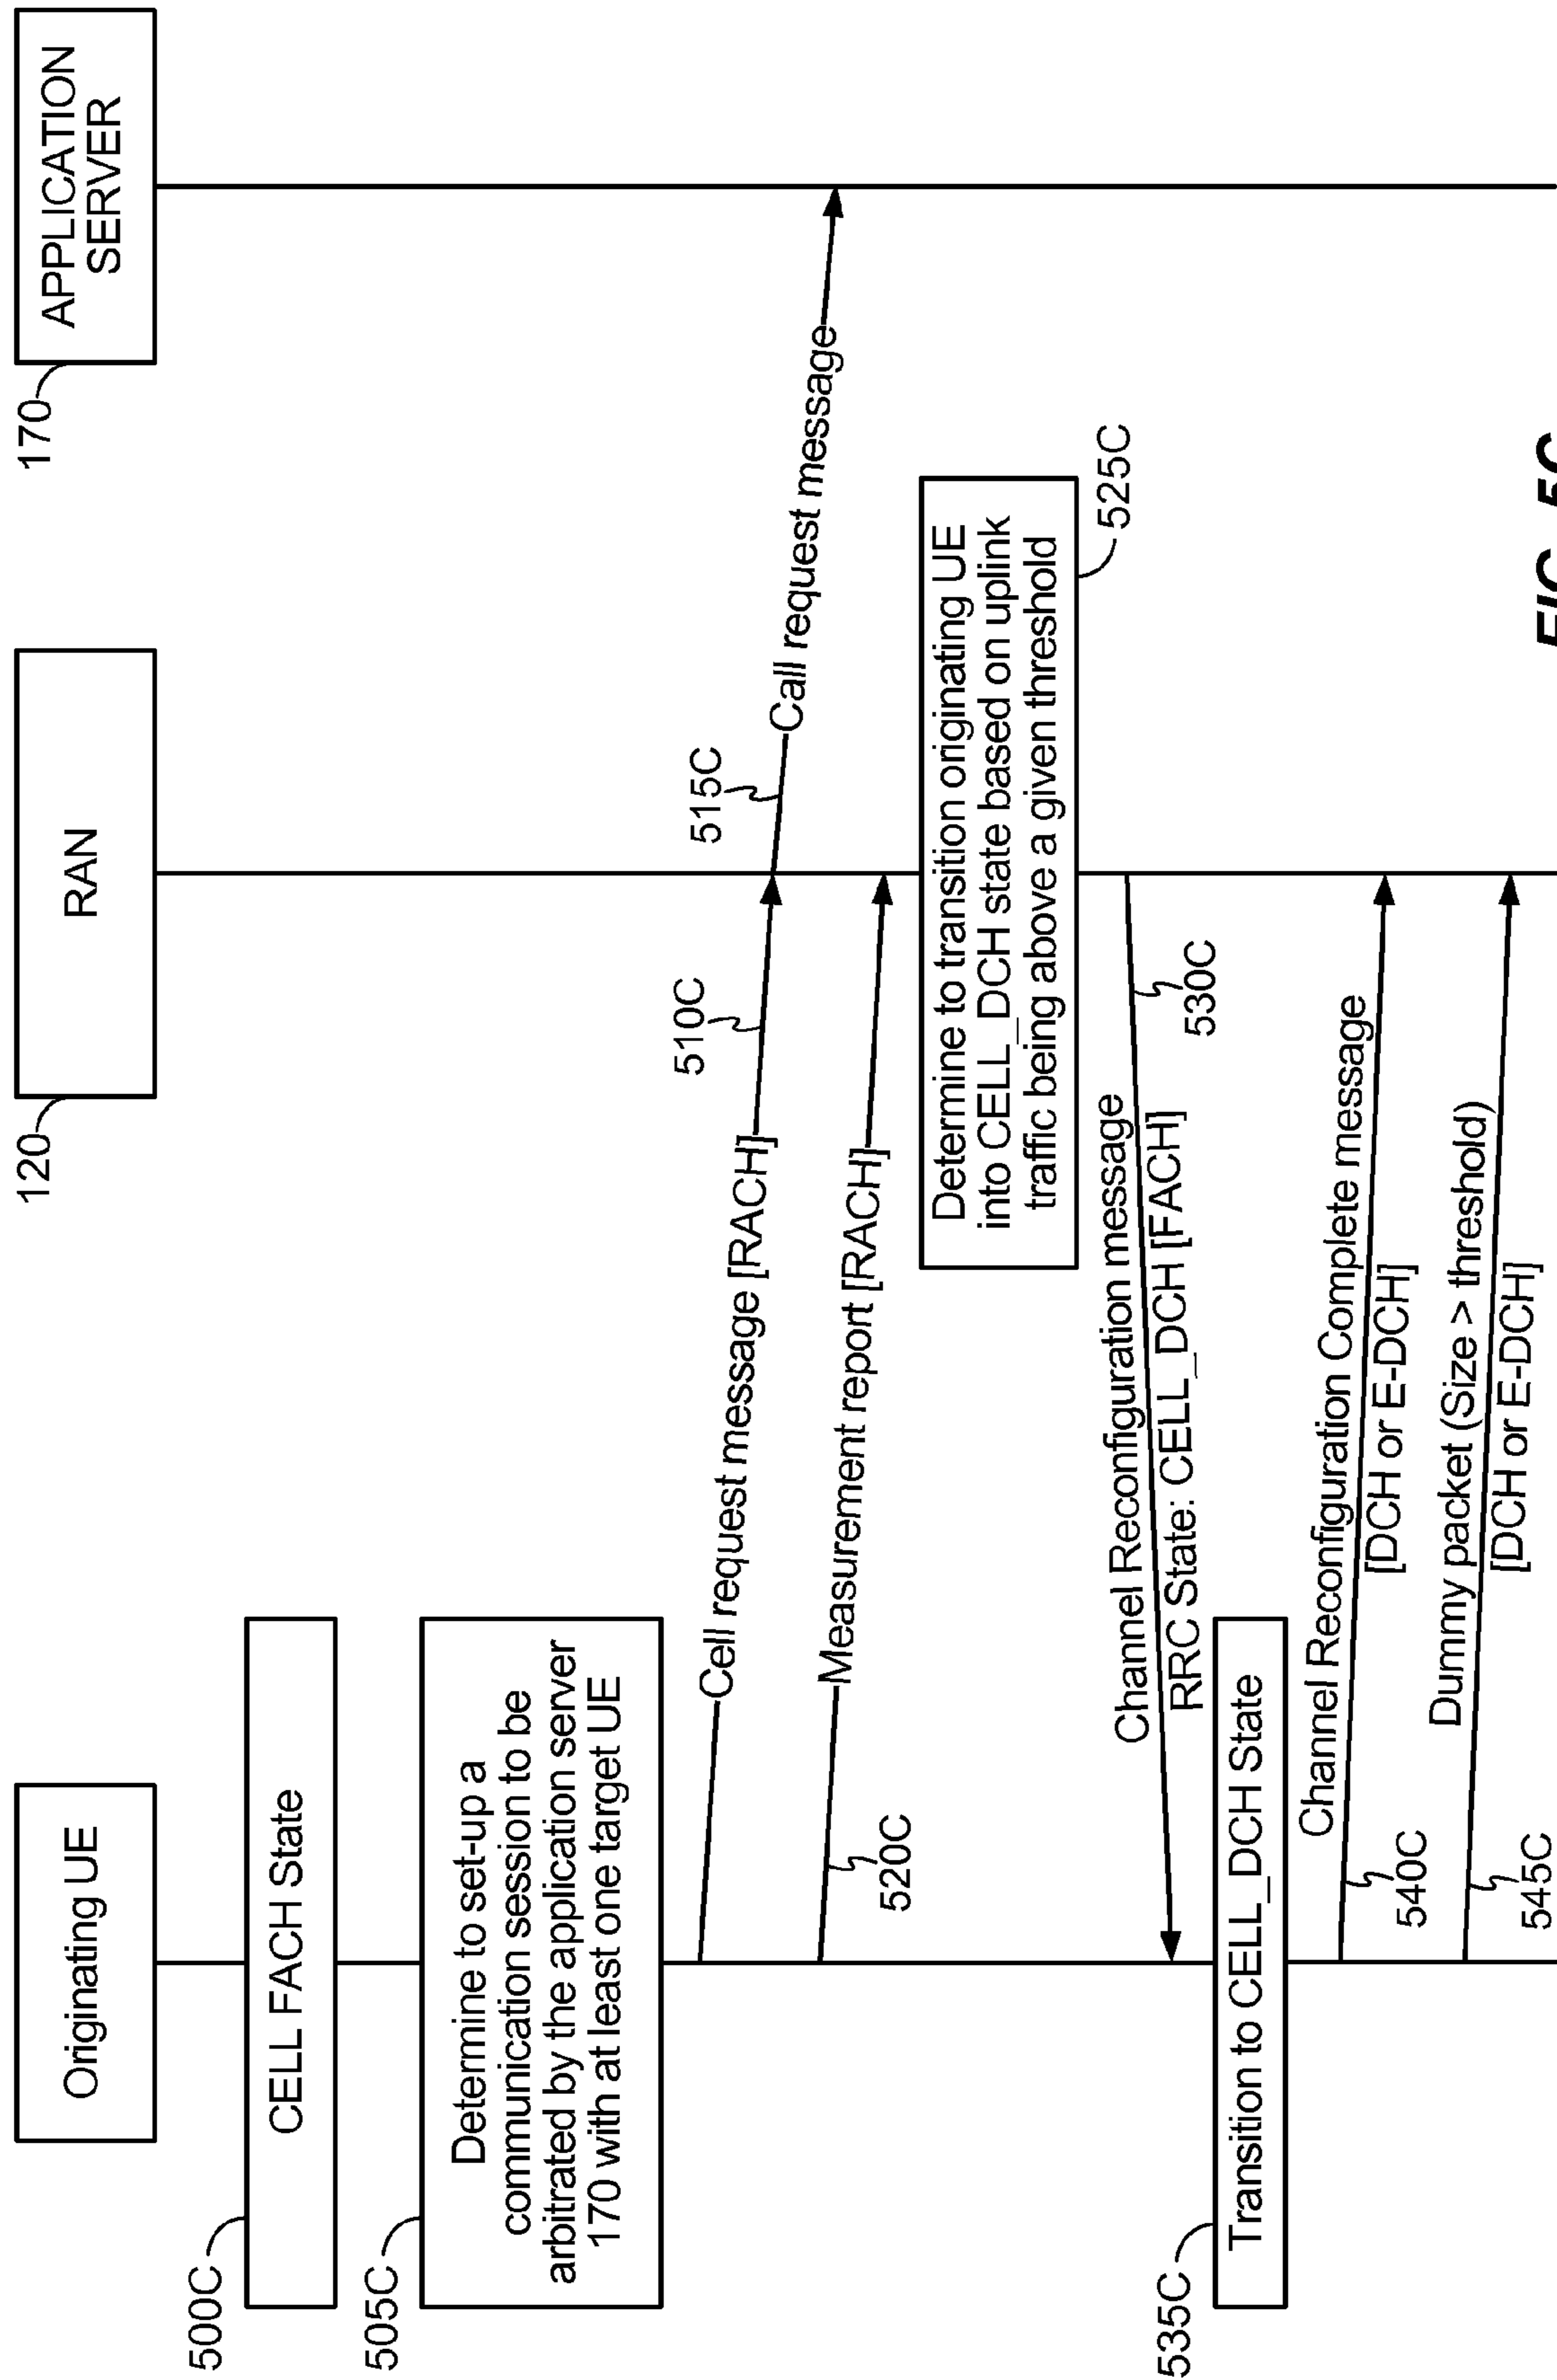 Originating UE
120
RAN
170
APPLICATION
SERVER
500C
CELL FACH State
505C
Determine to set-up a
communication session to be
arbitrated by the application server
170 with at least one target UE
Cell request message [RACH]
510C
515C
Call request message
Measurement report [RACH]
520C
Determine to transition originating UE
into CELL_DCH state based on uplink
traffic being above a given threshold
525C
Channel Reconfiguration message
RRC State: CELL_DCH [FACH]
530C
535C
Transition to CELL_DCH State
Channel Reconfiguration Complete message
[DCH or E-DCH]
540C
Dummy packet (Size > threshold)
[DCH or E-DCH]
545C
FIG. 5C